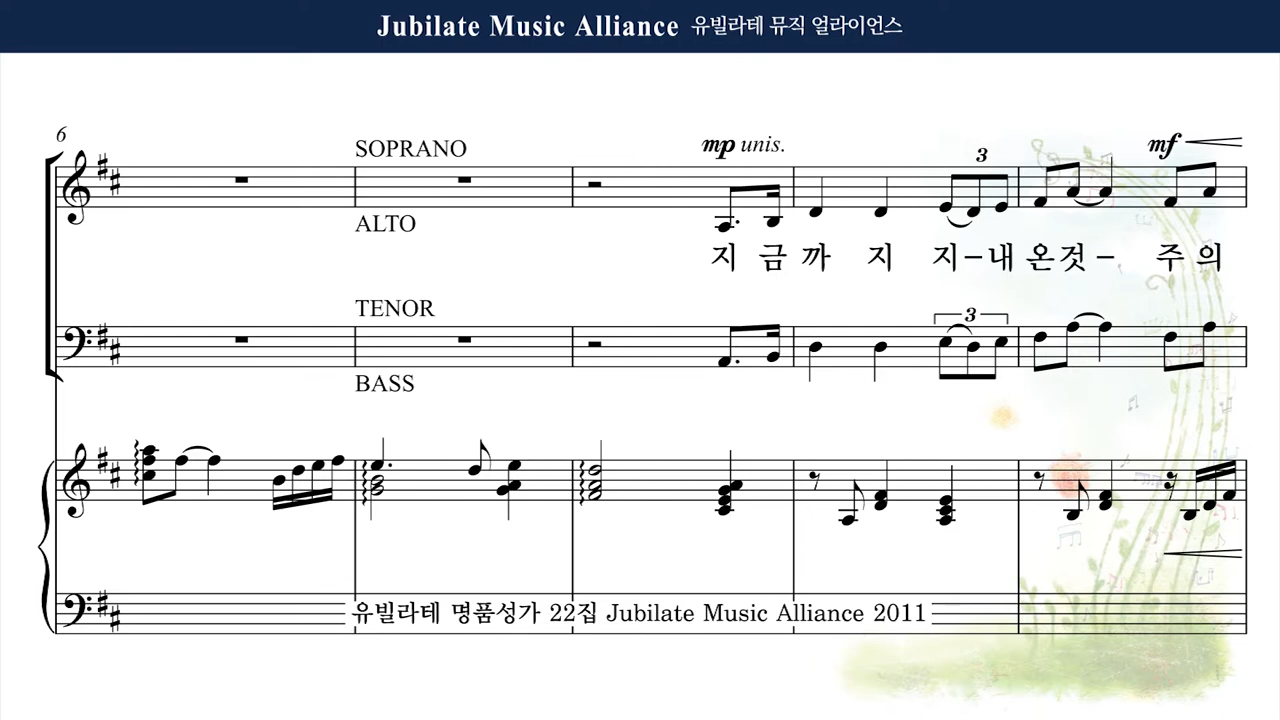 Jubilate Music Alliance 유빌라테 뮤직 얼라이언스
6
SOPRANO
mp unis.
3
mf
ALTO
지 금 까 지 지-내 온 것 - 주 의
TENOR
3
BASS
유빌라테 명품성가 22집 Jubilate Music Alliance 2011